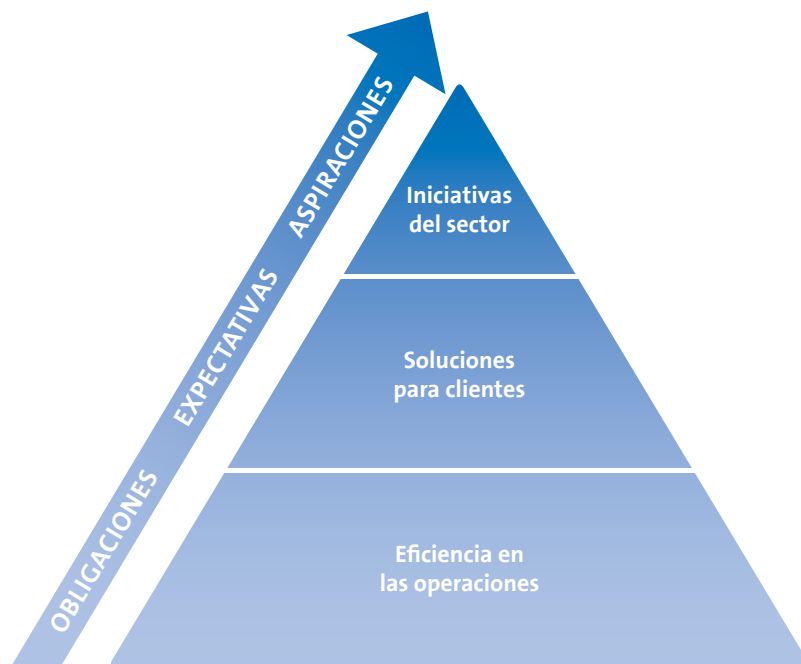 ASPIRACIONES
EXPECTATIVAS
OBLIGACIONES
Iniciativas
del sector
Soluciones
para clientes
Eficiencia en
las operaciones